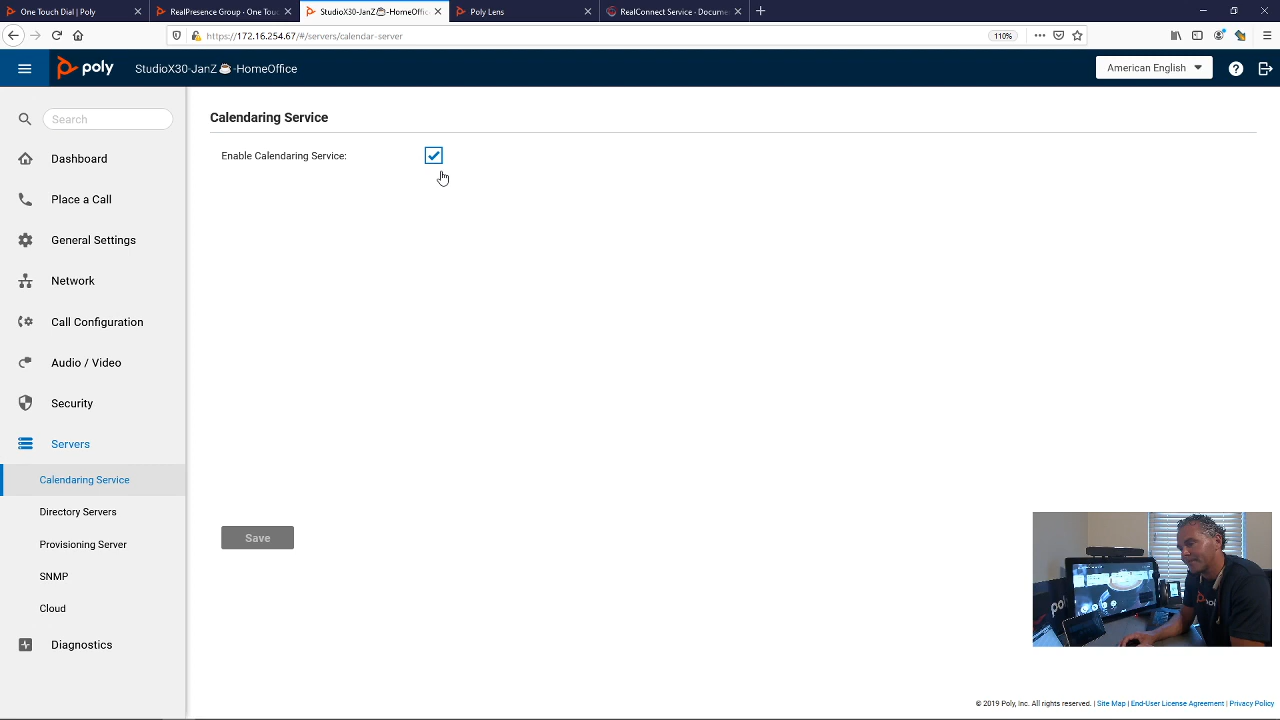 One Touch Dial | Poly
RealPresence Group - One Touc
StudioX30-JanZ☕-HomeOffic
Poly Lens
RealConnect Service - Docume
https://172.16.254.67/#/servers/calendar-server
110%
poly
StudioX30-JanZ☕-HomeOffice
American English
Search
Calendaring Service
Enable Calendaring Service:
Dashboard
Place a Call
General Settings
Network
Call Configuration
Audio / Video
Security
Servers
Calendaring Service
Directory Servers
Provisioning Server
SNMP
Cloud
Diagnostics
Save
© 2019 Poly, Inc. All rights reserved. | Site Map | End-User License Agreement | Privacy Policy